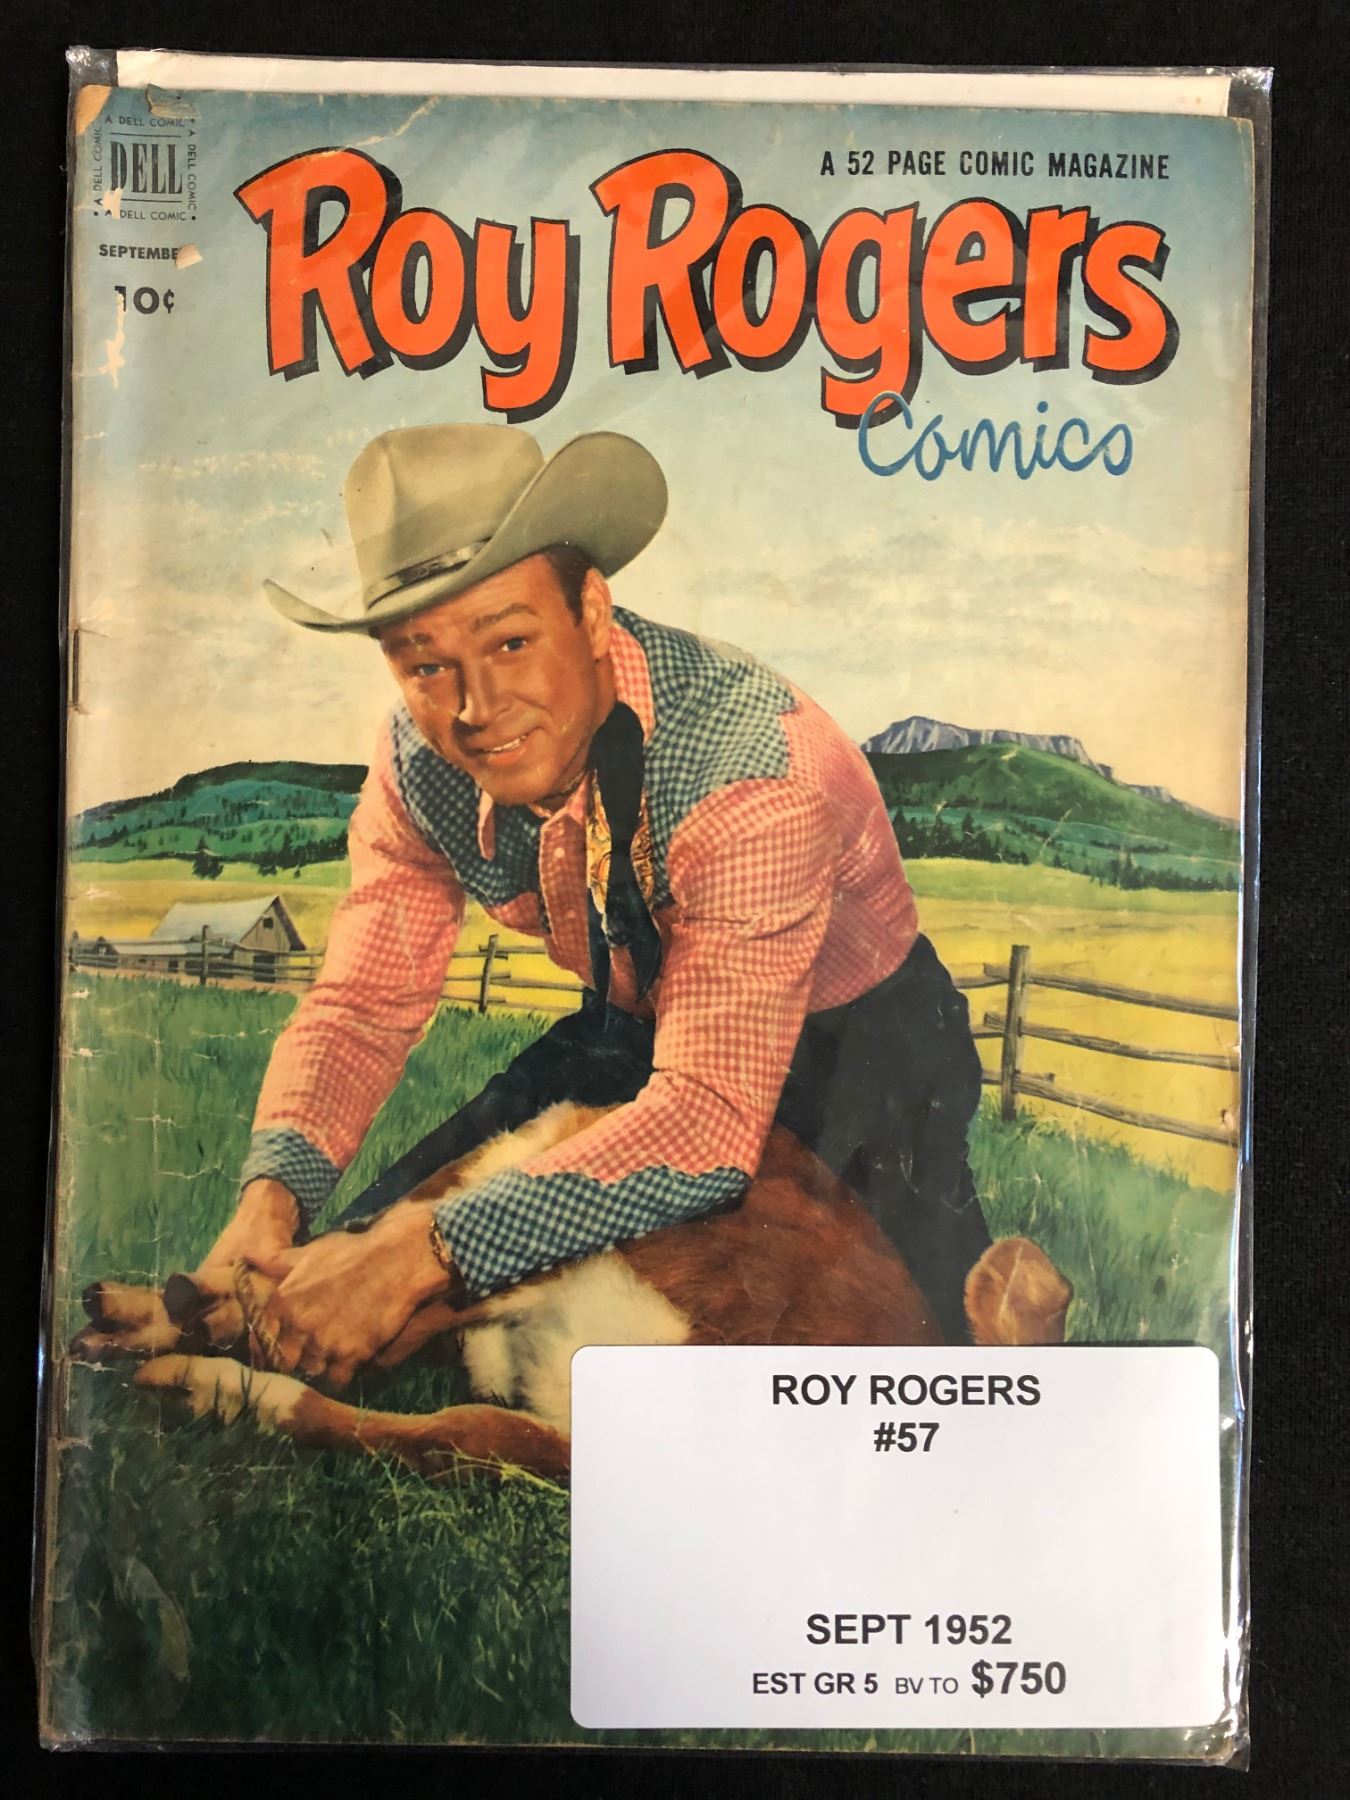 A DELL COMIC
A DELL COMIC
DELL
A DELL COMIC
A DELL COMIC
SEPTEMBE
10¢
A 52 PAGE COMIC MAGAZINE
Roy Rogers
Comics
ROY ROGERS
#57
SEPT 1952
EST GR 5 BV TO $750